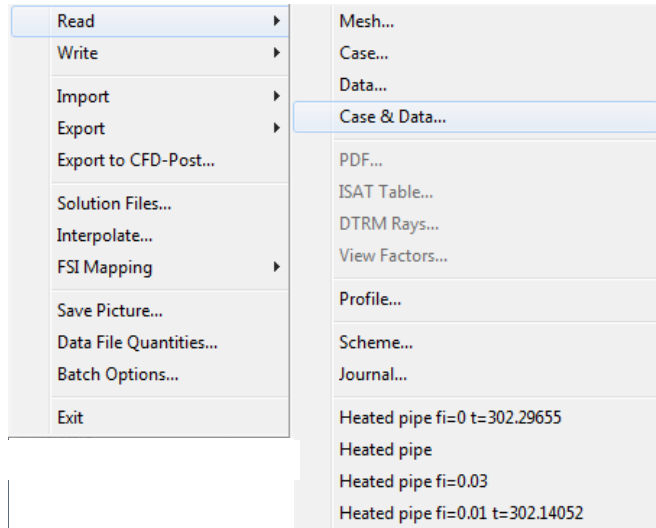 Read
Write
Import
Export
Export to CFD-Post...
Solution Files...
Interpolate...
FSI Mapping
Save Picture...
Data File Quantities...
Batch Options...
Exit
Mesh...
Case...
Data...
Case & Data...
PDF...
ISAT Table...
DTRM Rays...
View Factors...
Profile...
Scheme...
Journal...
Heated pipe fi=0 t=302.29655
Heated pipe
Heated pipe fi=0.03
Heated pipe fi=0.01 t=302.14052